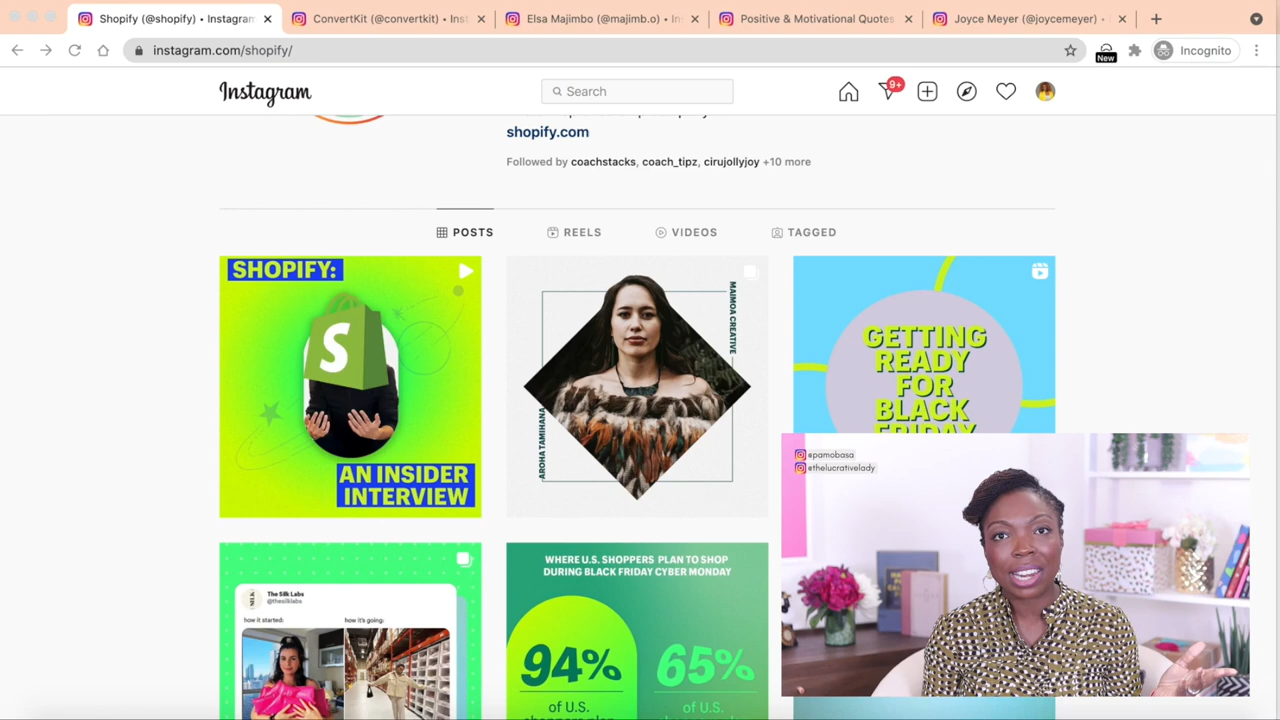 Shopify (@shopify) • Instagram
ConvertKit (@convertkit) • Inst
Elsa Majimbo (@majimb.o) • In
Positive & Motivational Quotes
Joyce Meyer (@joycemeyer) •
instagram.com/shopify/
New
Incognito
Instagram
Search
9+
shopify.com
Followed by coachstacks, coach_tipz, cirujollyjoy +10 more
POSTS
REELS
VIDEOS
TAGGED
SHOPIFY:
S
AN INSIDER
INTERVIEW
MAIMOA CREATIVE
AROHA TAMIHANA
GETTING
READY
FOR
BLACK
FRIDAY
@pamobasa
@thelucrativelady
SILK
The Silk Labs
@thesilklabs
how it started:
how it's going:
WHERE U.S. SHOPPERS PLAN TO SHOP
DURING BLACK FRIDAY CYBER MONDAY
94%
of U.S.
65%
of U.S.